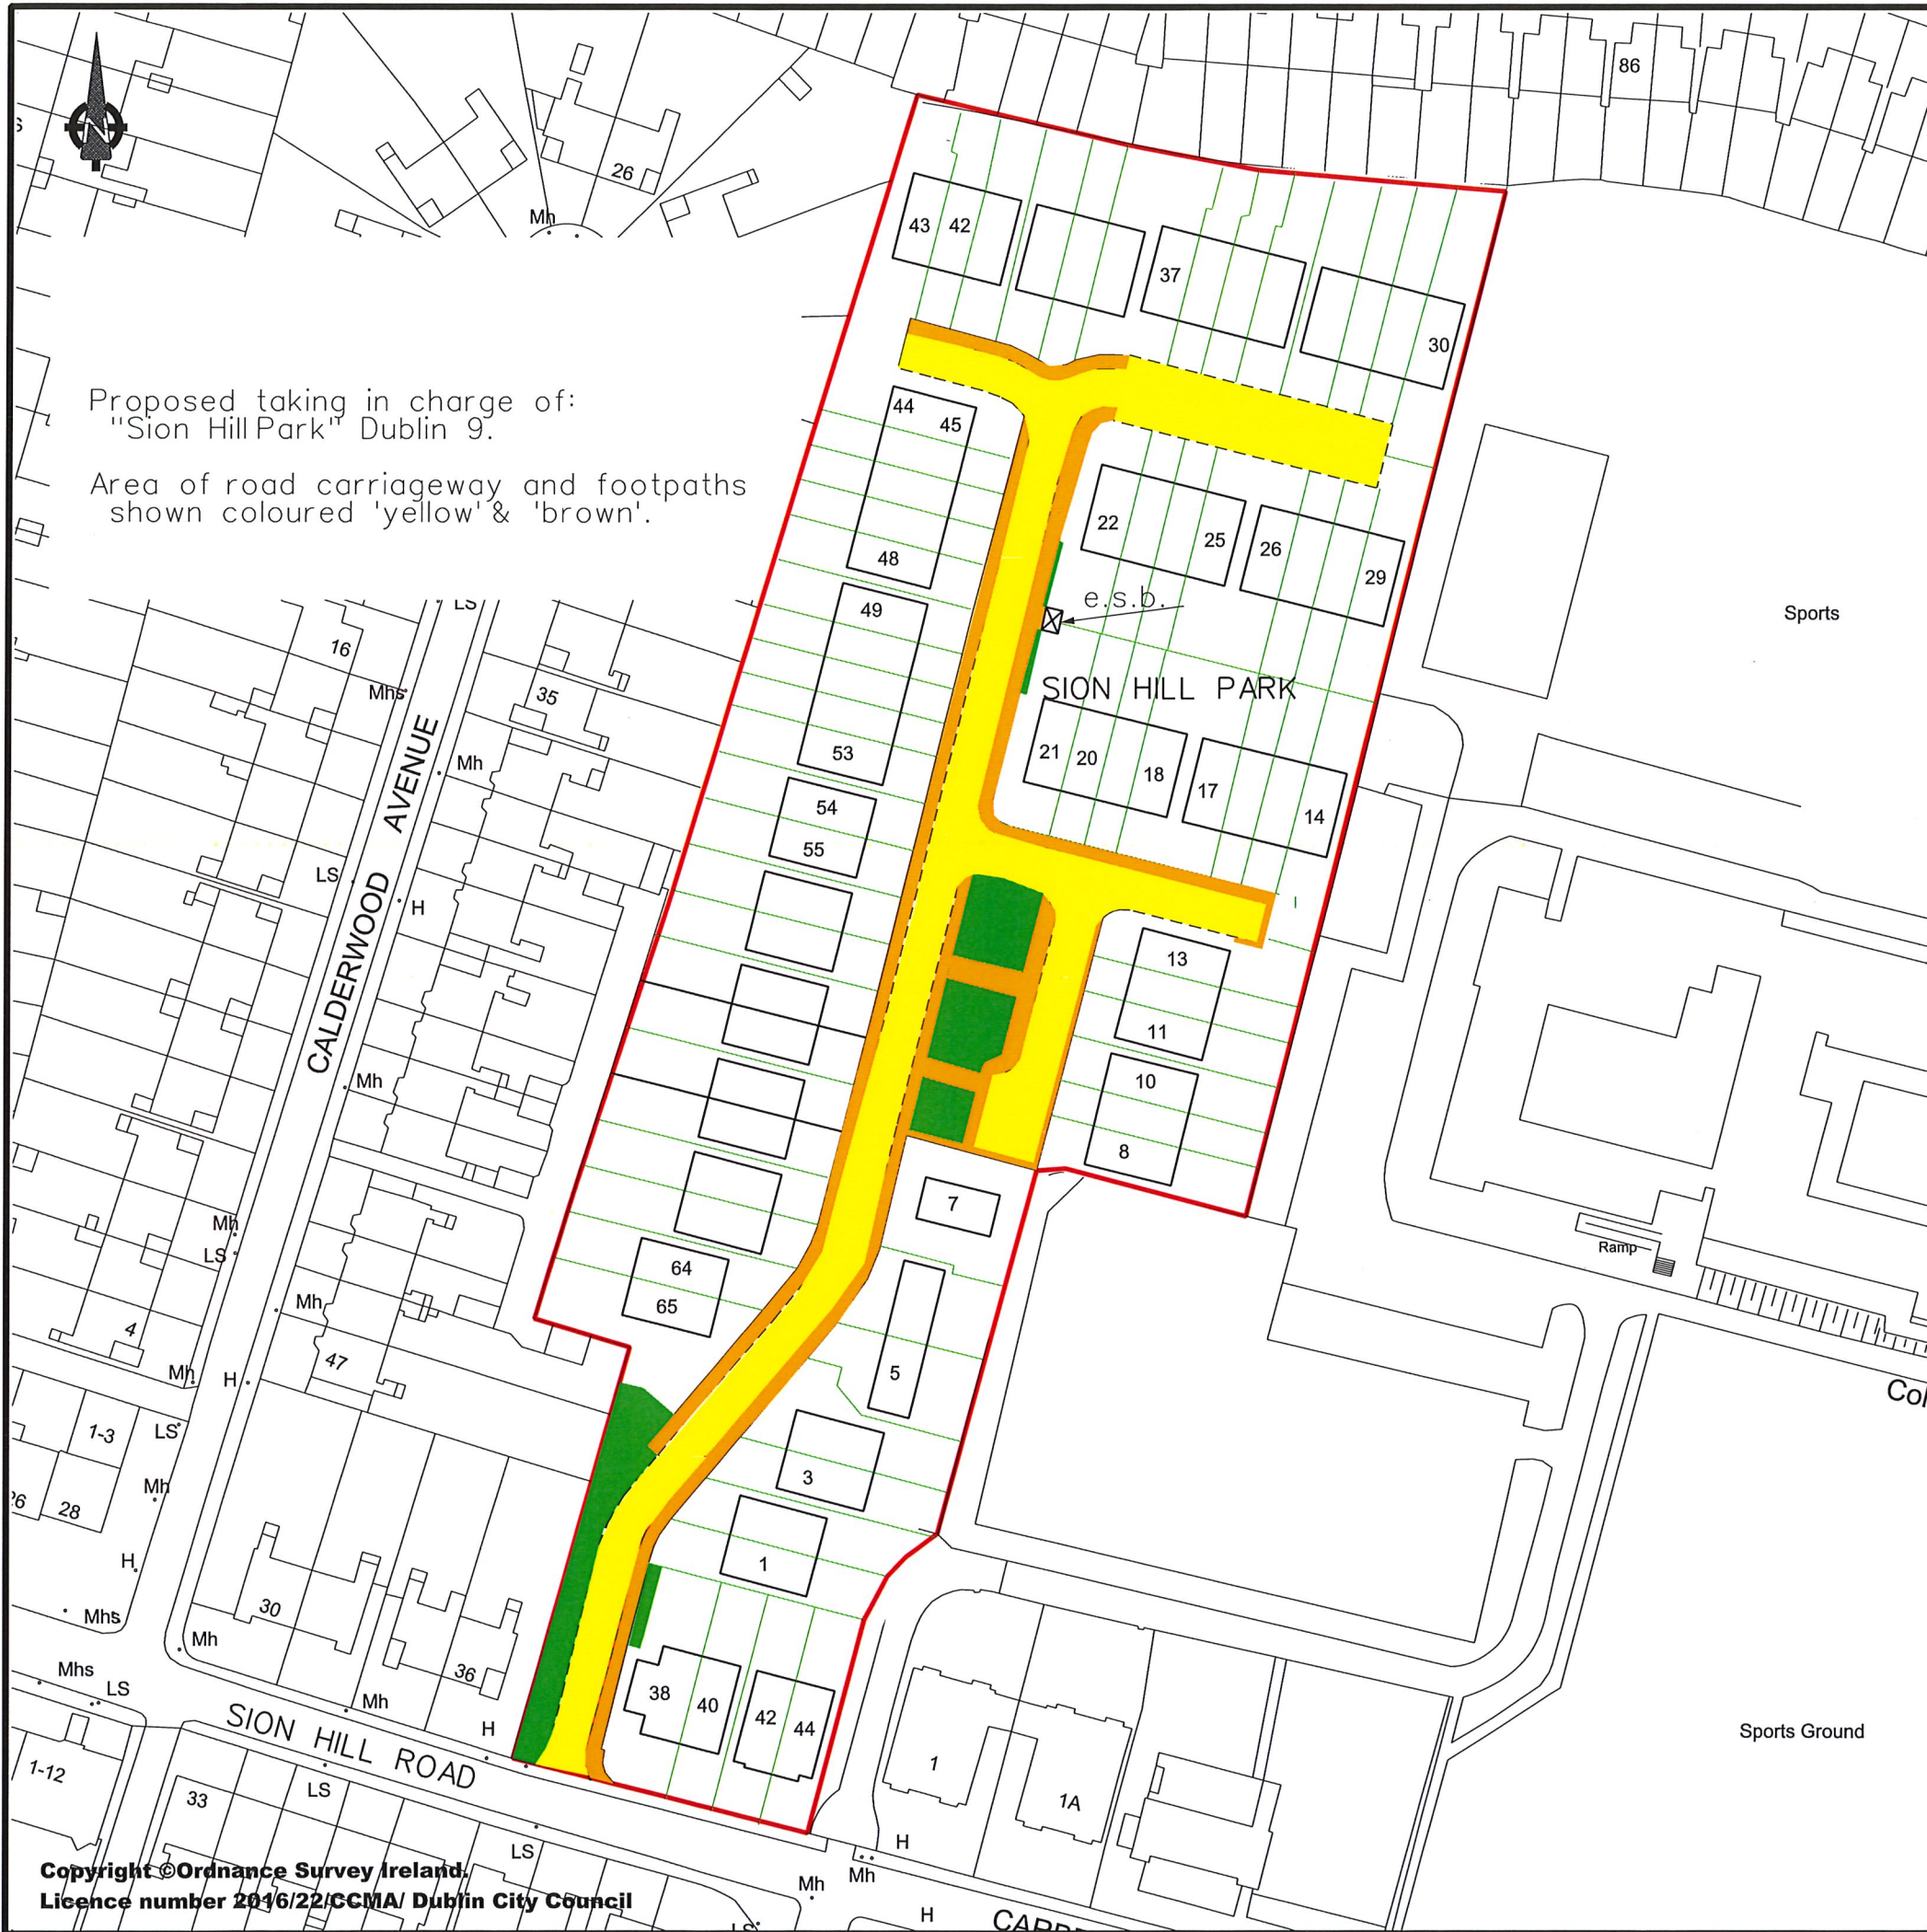 N
86
26
Mh
43 42
37
30
Proposed taking in charge of:
"Sion Hill Park" Dublin 9.
Area of road carriageway and footpaths
shown coloured 'yellow' & 'brown'.
44
45
48
22
25
26
29
e.s.b.
Sports
LS
16
35
Mhs
49
53
SION HILL PARK
21 20
18
17
14
CALDERWOOD AVENUE
Mh
54
55
LS
H
13
11
10
8
Mh
7
Mh
LS
Ramp
64
65
Mh
4
47
5
Mh
H
1-3
LS
28
Mh
3
1
H
Mhs
30
Mh
36
Mhs
LS
Mh
H
38
40
42
44
Sports Ground
SION HILL ROAD
1-12
33
LS
1
1A
LS
H
Mh
Mh
H
Copyright ©Ordnance Survey Ireland.
Licence number 2016/22/CCMA/ Dublin City Council